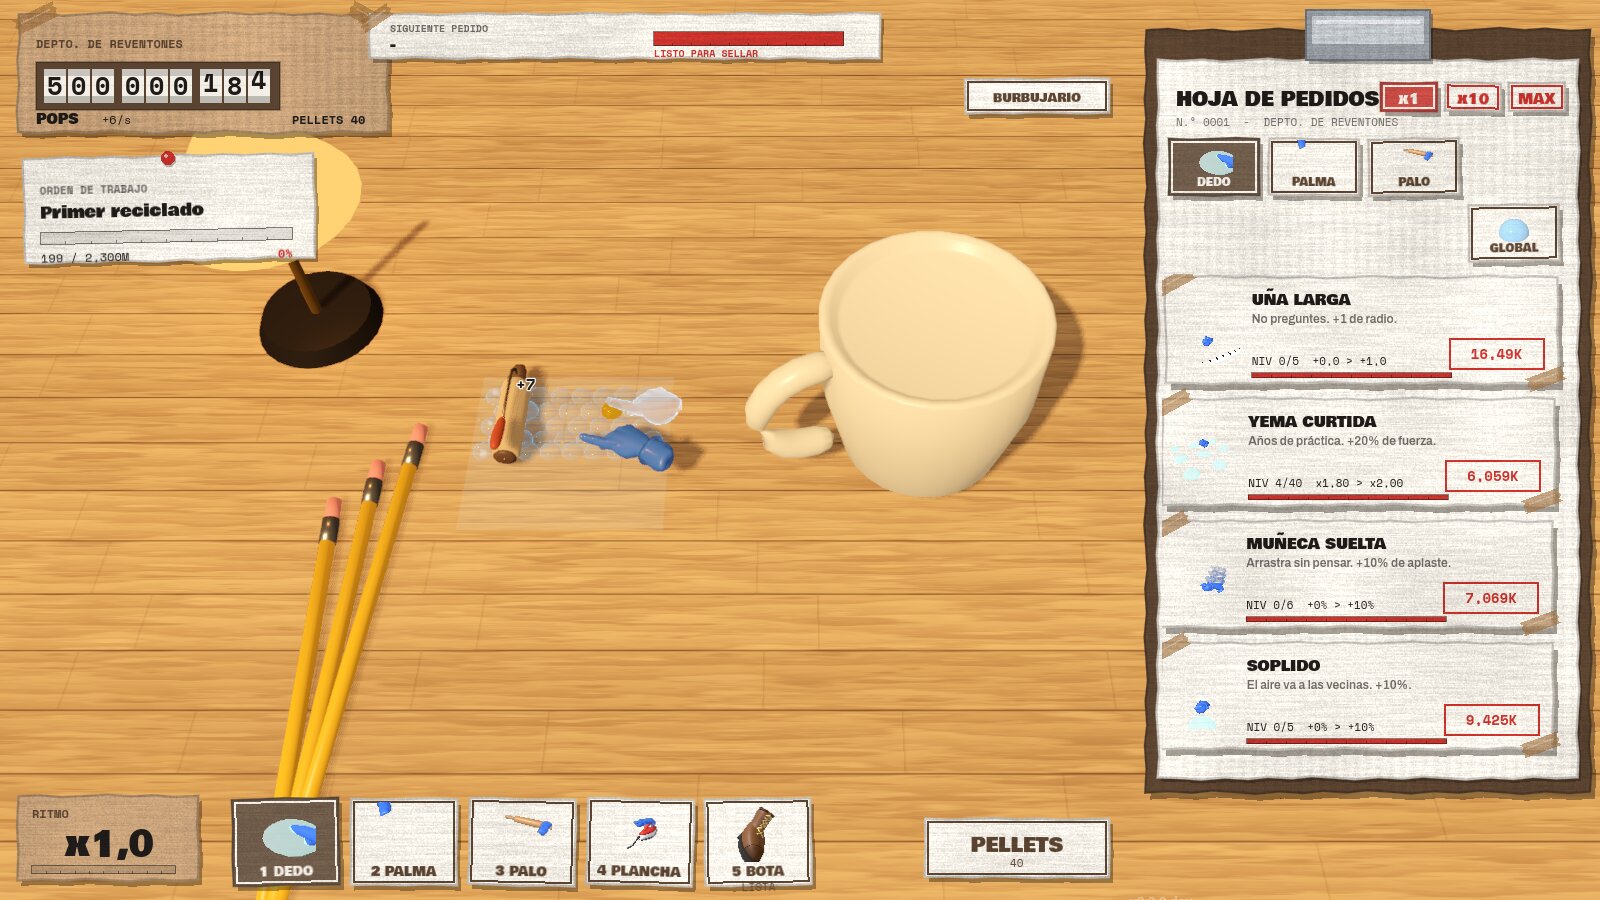 DEPTO. DE REVENTONES
500 000 184
POPS +6/s PELLETS 40
SIGUIENTE PEDIDO
-
LISTO PARA SELLAR
BURBUJARIO
ORDEN DE TRABAJO
Primer reciclado
0%
199 / 2,300M
+7
HOJA DE PEDIDOS x1 x10 MAX
N.° 0001 - DEPTO. DE REVENTONES
DEDO PALMA PALO
GLOBAL
UÑA LARGA
No preguntes. +1 de radio.
NIV 0/5 +0,0 > +1,0 16,49K
YEMA CURTIDA
Años de práctica. +20% de fuerza.
NIV 4/40 x1,80 > x2,00 6,059K
MUÑECA SUELTA
Arrastra sin pensar. +10% de aplaste.
NIV 0/6 +0% > +10% 7,069K
SOPLIDO
El aire va a las vecinas. +10%.
NIV 0/5 +0% > +10% 9,425K
RITMO
x1,0
1 DEDO 2 PALMA 3 PALO 4 PLANCHA 5 BOTA
LISTA
PELLETS
40